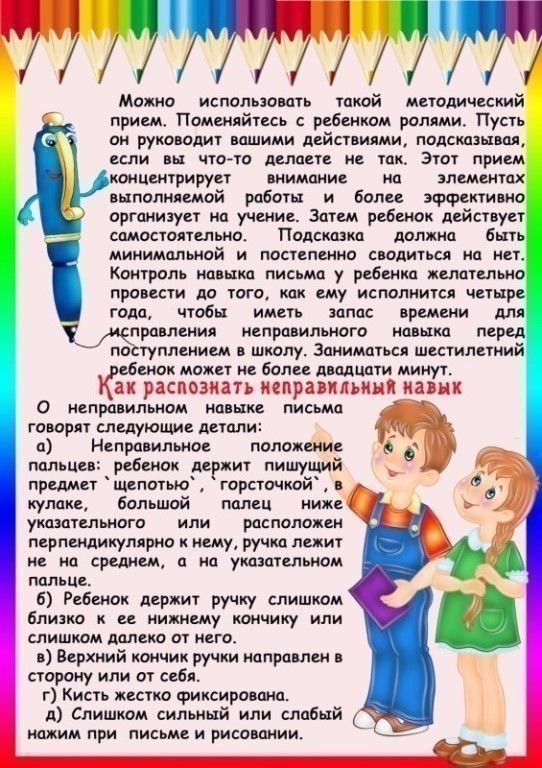 Можно использовать такой методический
прием. Поменяйтесь с ребенком ролями. Пусть
он руководит вашими действиями, подсказывая,
если вы что-то делаете не так. Этот прием
концентрирует внимание на элементах
выполняемой работы и более эффективно
организует на учение. Затем ребенок действует
самостоятельно. Подсказка должна быть
минимальной и постепенно сводиться на нет.
Контроль навыка письма у ребенка желательно
провести до того, как ему исполнится четыре
года, чтобы иметь запас времени для
исправления неправильного навыка перед
поступлением в школу. Заниматься шестилетний
ребенок может не более двадцати минут.
Как распознать неправильный навык
О неправильном навыке письма
говорят следующие детали:
а) Неправильное положение
пальцев: ребенок держит пишущий
предмет `щепотью`, `горсточкой`, в
кулаке, большой палец ниже
указательного или расположен
перпендикулярно к нему, ручка лежит
не на среднем, а на указательном
пальце.
б) Ребенок держит ручку слишком
близко к ее нижнему кончику или
слишком далеко от него.
в) Верхний кончик ручки направлен в
сторону или от себя.
г) Кисть жестко фиксирована.
д) Слишком сильный или слабый
нажим при письме и рисовании.